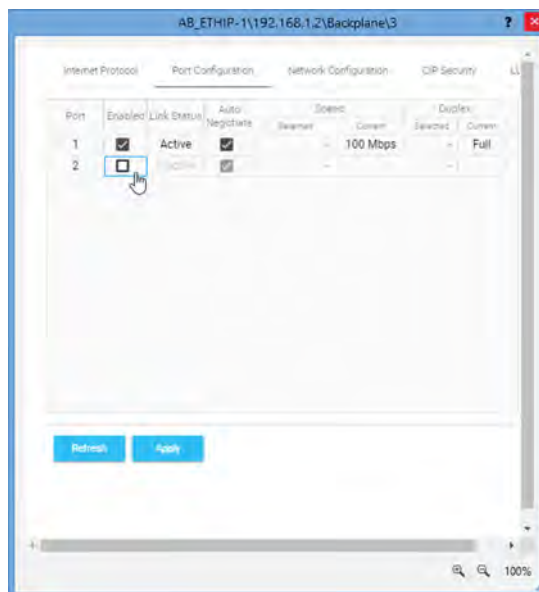 AB_ETHIP-1\192.168.1.2\Backplane\3 ?
Internet Protocol Port Configuration Network Configuration CIP Security LL
Port Enabled Link Status Auto Negotiate Speed Duplex
Selected Current Selected Current
1 Active - 100 Mbps - Full
2 - -
Refresh Apply
100%